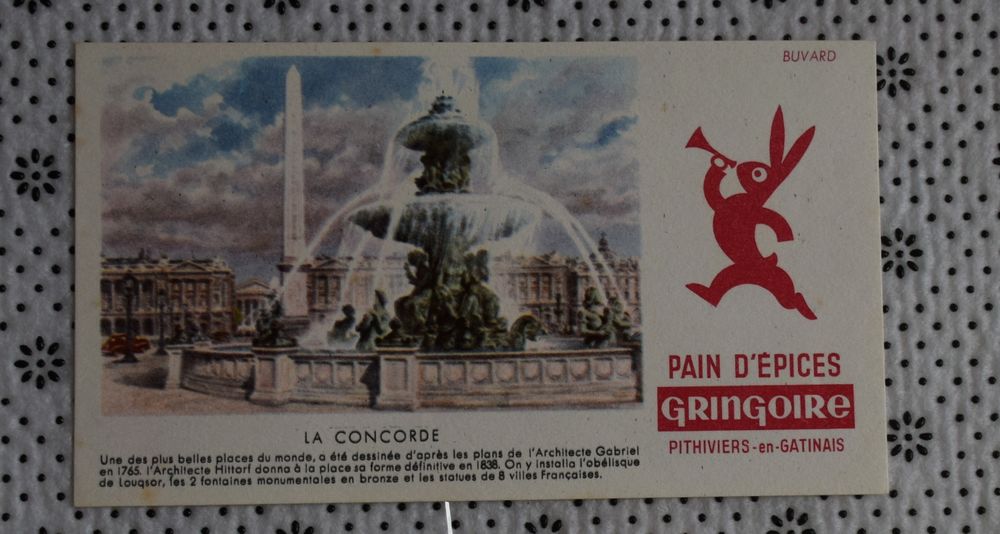 BUVARD
PAIN D'ÉPICES
GRINGOIRE
PITHIVIERS-en-GATINAIS
LA CONCORDE
Une des plus belles places du monde, a été dessinée d'après les plans de l'Architecte Gabriel
en 1765. l'Architecte Hittorf donna à la place sa forme définitive en 1838. On y installa l'obélisque
de Louqsor, les 2 fontaines monumentales en bronze et les statues de 8 villes Françaises.